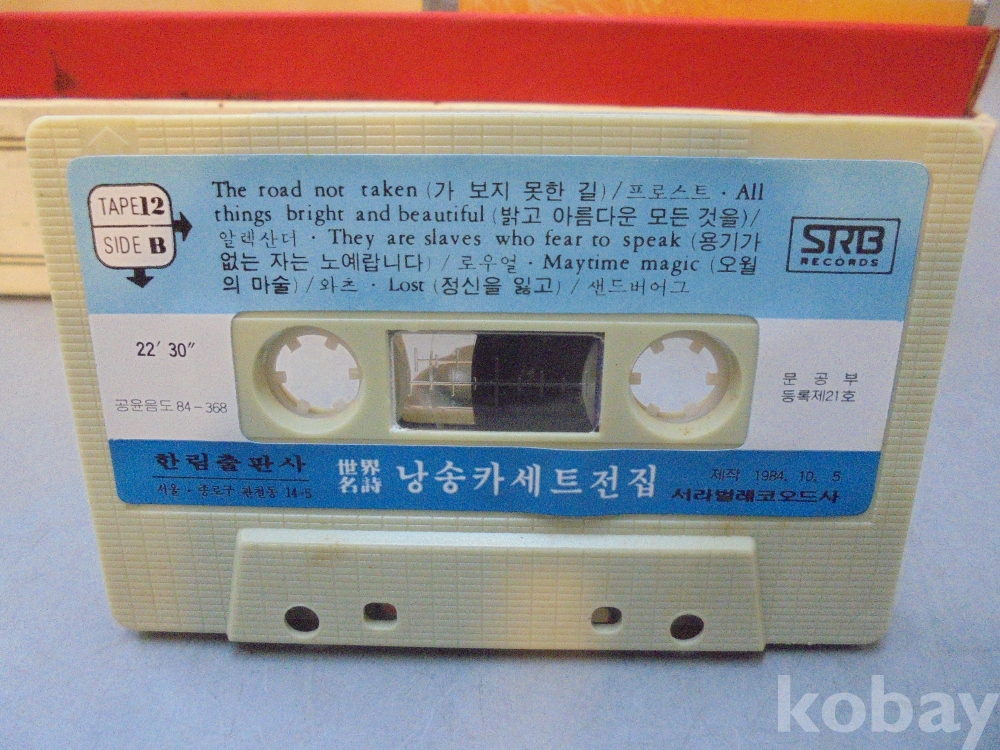 TAPE 12
SIDE B
The road not taken (가 보지 못한 길) / 프로스트 · All
things bright and beautiful (밝고 아름다운 모든 것을) /
알렉산더 · They are slaves who fear to speak (용기가
없는 자는 노예랍니다) / 로우얼 · Maytime magic (오월
의 마술) / 와츠 · Lost (정신을 잃고) / 샌드버어그
SRB
RECORDS
22′ 30″
공윤음도 84-368
문공부
등록제21호
한림출판사
서울·종로구 관철동 14-5
世界
名詩
낭송카세트전집
제작 1984. 10. 5
서라벌레코오드사
kobay